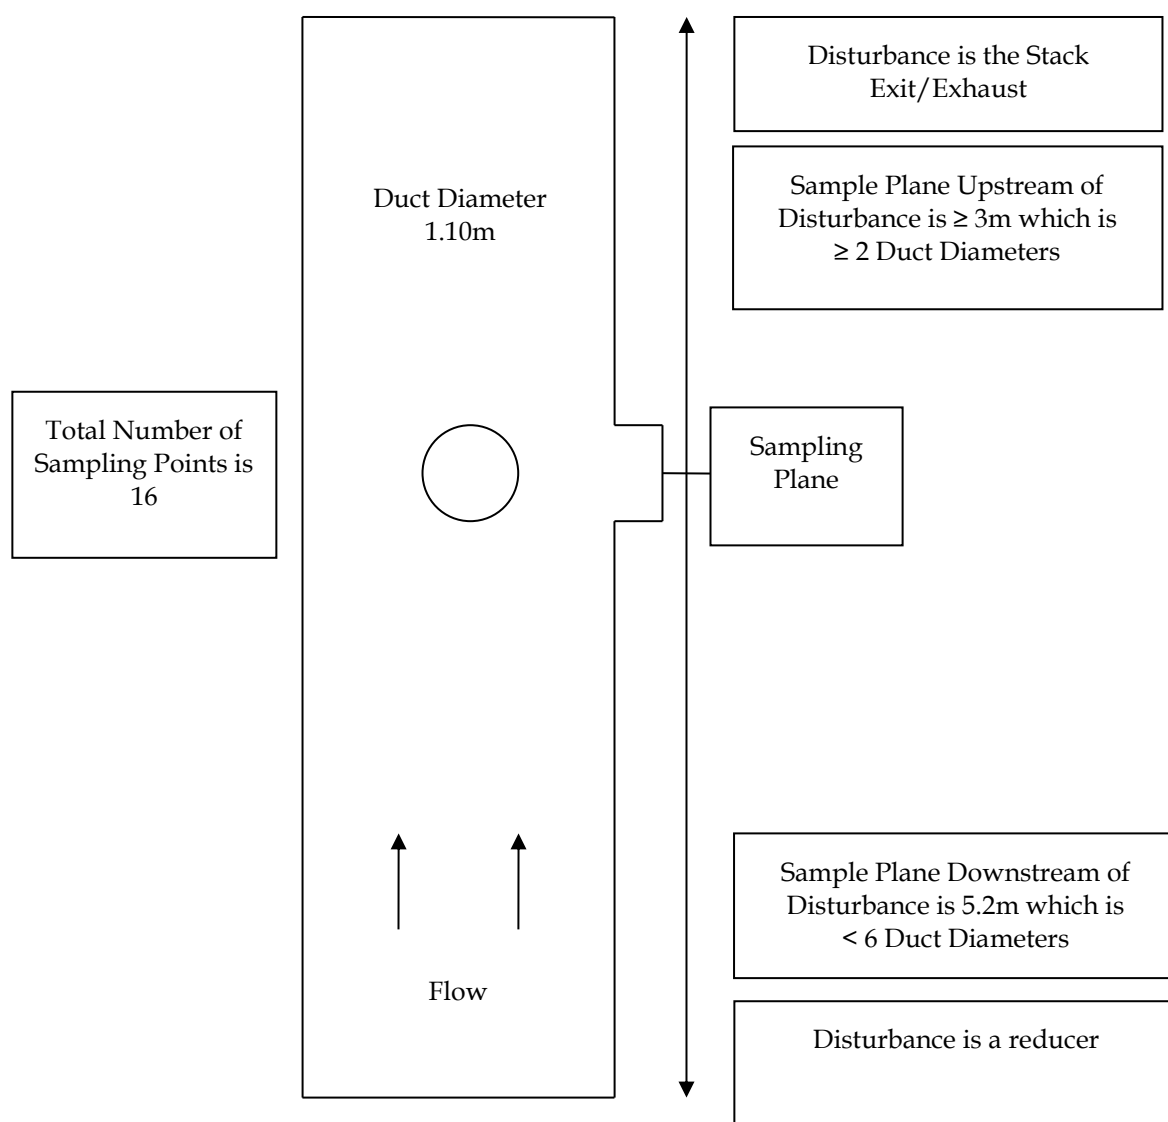 Disturbance is the Stack
Exit/Exhaust
Duct Diameter
1.10m
Sample Plane Upstream of
Disturbance is ≥ 3m which is
≥ 2 Duct Diameters
Total Number of
Sampling Points is
16
Sampling
Plane
Sample Plane Downstream of
Disturbance is 5.2m which is
< 6 Duct Diameters
Flow
Disturbance is a reducer